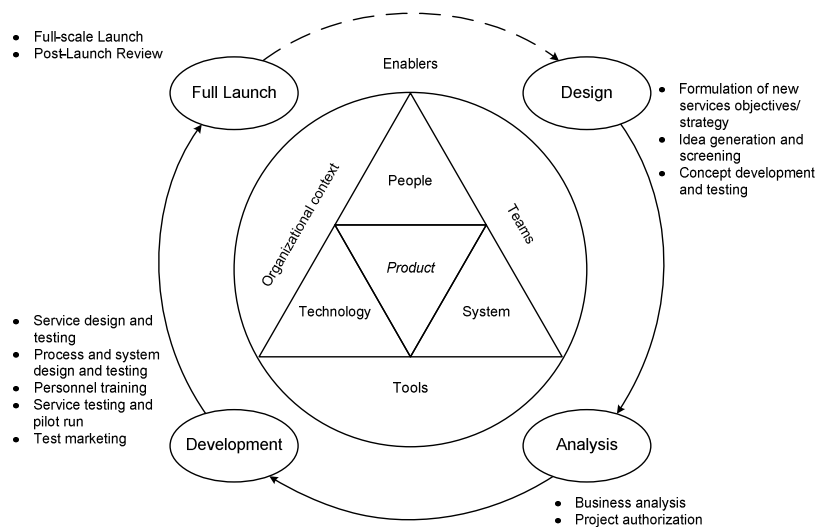 • Full-scale Launch
• Post-Launch Review
Full Launch
Enablers
Design
• Formulation of new
services objectives/
strategy
• Idea generation and
screening
• Concept development
and testing
Organizational context
People
Teams
Product
Technology
System
Tools
• Service design and
testing
• Process and system
design and testing
• Personnel training
• Service testing and
pilot run
• Test marketing
Development
Analysis
• Business analysis
• Project authorization